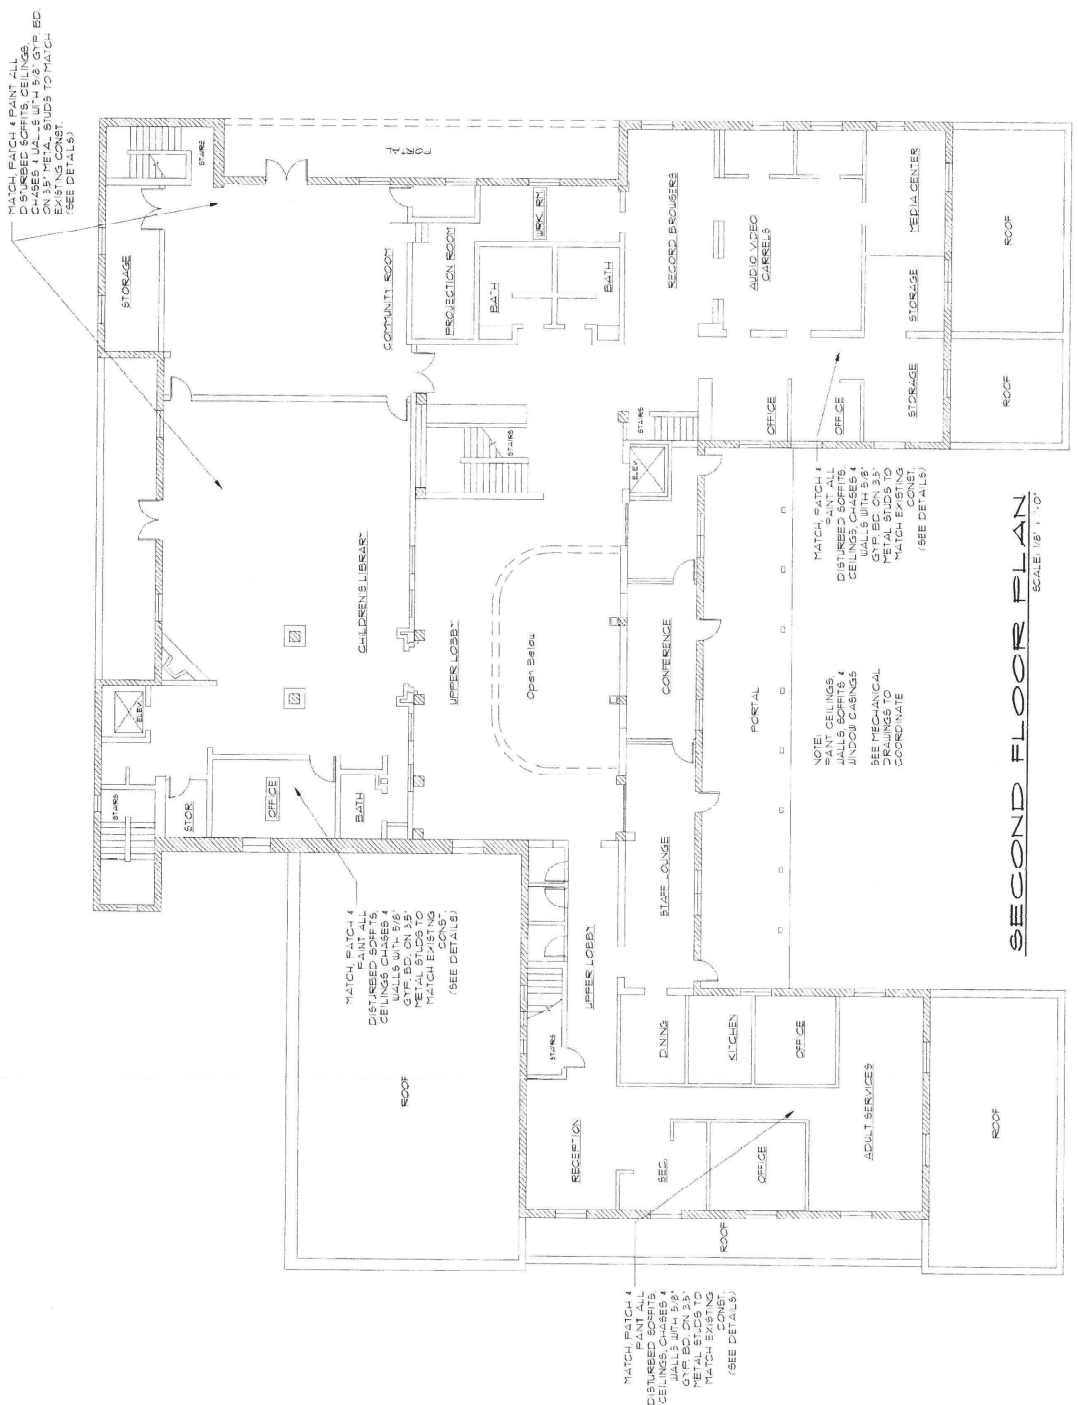 MATCH, PATCH & PAINT ALL
DISTURBED SOFFITS, CEILINGS,
CHASES & WALLS WITH 5/8" GYP. BD.
ON 3.5" METAL STUDS TO MATCH
EXISTING CONST.
(SEE DETAILS)
STAIRS
STORAGE
PORTAL
COMMUNITY ROOM
PROJECTION ROOM
WRK. RM
BATH
BATH
RECORD BROWSERS
AUDIO VIDEO
CARRELS
MEDIA CENTER
STORAGE
STORAGE
ROOF
ROOF
OFFICE
OFFICE
STAIRS
STAIRS
ELEV.
CHILDREN'S LIBRARY
UPPER LOBBY
Open Below
CONFERENCE
PORTAL
MATCH, PATCH &
PAINT ALL
DISTURBED SOFFITS,
CEILINGS, CHASES &
WALLS WITH 5/8"
GYP. BD. ON 3.5"
METAL STUDS TO
MATCH EXISTING
CONST.
(SEE DETAILS)
NOTE:
PAINT CEILINGS,
WALLS, SOFFITS &
WINDOW CASINGS
SEE MECHANICAL
DRAWINGS TO
COORDINATE
ELEV.
STAIRS
STOR.
OFFICE
BATH
MATCH, PATCH &
PAINT ALL
DISTURBED SOFFITS,
CEILINGS, CHASES &
WALLS WITH 5/8"
GYP. BD. ON 3.5"
METAL STUDS TO
MATCH EXISTING
CONST.
(SEE DETAILS)
STAFF LOUNGE
UPPER LOBBY
STAIRS
DINING
KITCHEN
OFFICE
ROOF
RECEPTION
SEC.
OFFICE
ADULT SERVICES
ROOF
ROOF
MATCH, PATCH &
PAINT ALL
DISTURBED SOFFITS,
CEILINGS, CHASES &
WALLS WITH 5/8"
GYP. BD. ON 3.5"
METAL STUDS TO
MATCH EXISTING
CONST.
(SEE DETAILS)
SECOND FLOOR PLAN
SCALE: 1/8" = 1'-0"